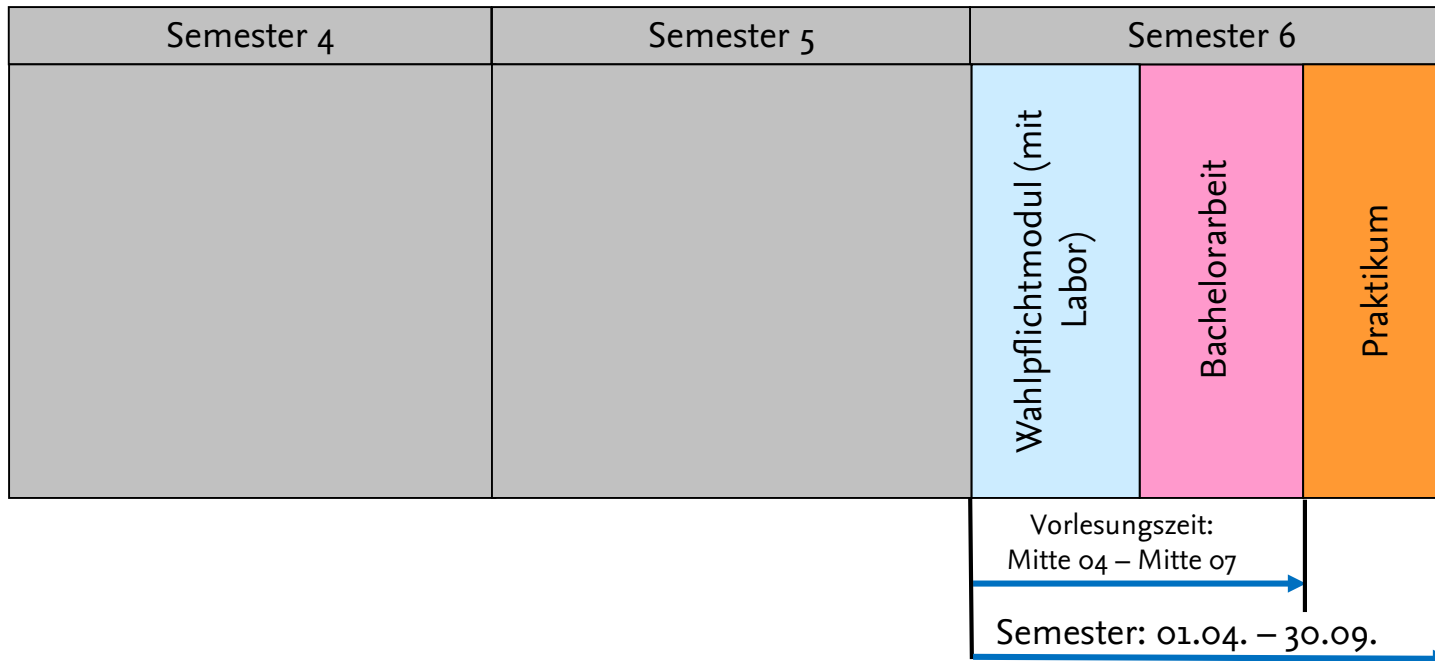 Semester 4
Semester 5
Semester 6
Wahlpflichtmodul (mit
Labor)
Bachelorarbeit
Praktikum
Vorlesungszeit:
Mitte 04 – Mitte 07
Semester: 01.04. – 30.09.